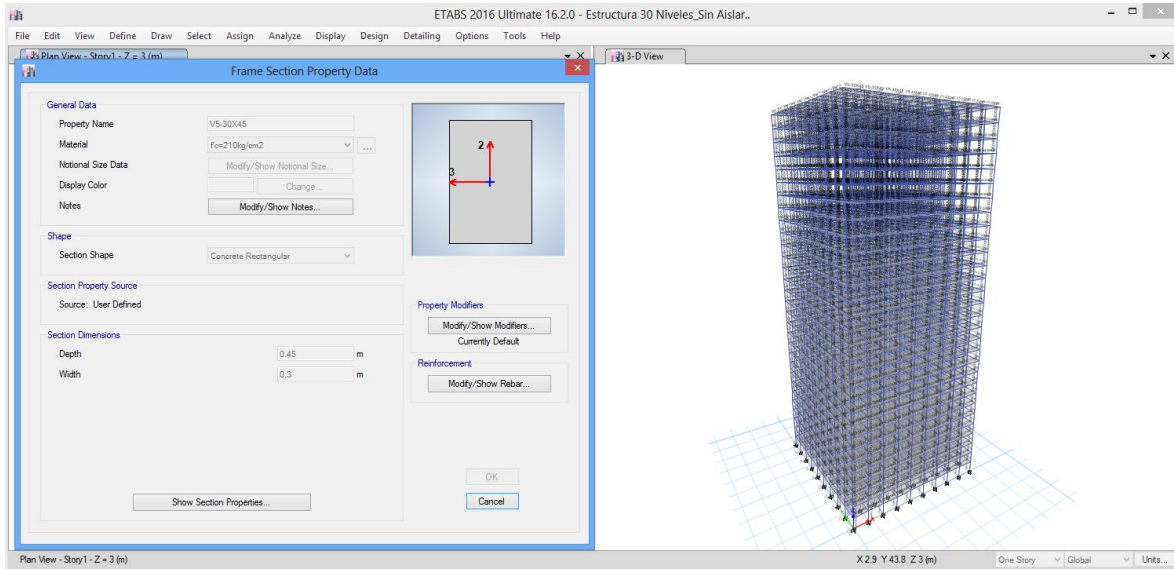 ETABS 2016 Ultimate 16.2.0 - Estructura 30 Niveles_Sin Aislar..
File Edit View Define Draw Select Assign Analyze Display Design Detailing Options Tools Help
Plan View - Story1 - Z = 3 (m)
3-D View
Frame Section Property Data
General Data
Property Name V5-30X45
Material f'c=210kg/cm2 ...
Notional Size Data Modify/Show Notional Size...
Display Color Change...
Notes Modify/Show Notes...
2
3
Shape
Section Shape Concrete Rectangular
Section Property Source
Source: User Defined
Property Modifiers
Modify/Show Modifiers...
Currently Default
Section Dimensions
Depth 0.45 m
Width 0.3 m
Reinforcement
Modify/Show Rebar...
OK
Show Section Properties...
Cancel
Plan View - Story1 - Z = 3 (m)
X 2.9 Y 43.8 Z 3 (m)
One Story Global Units...